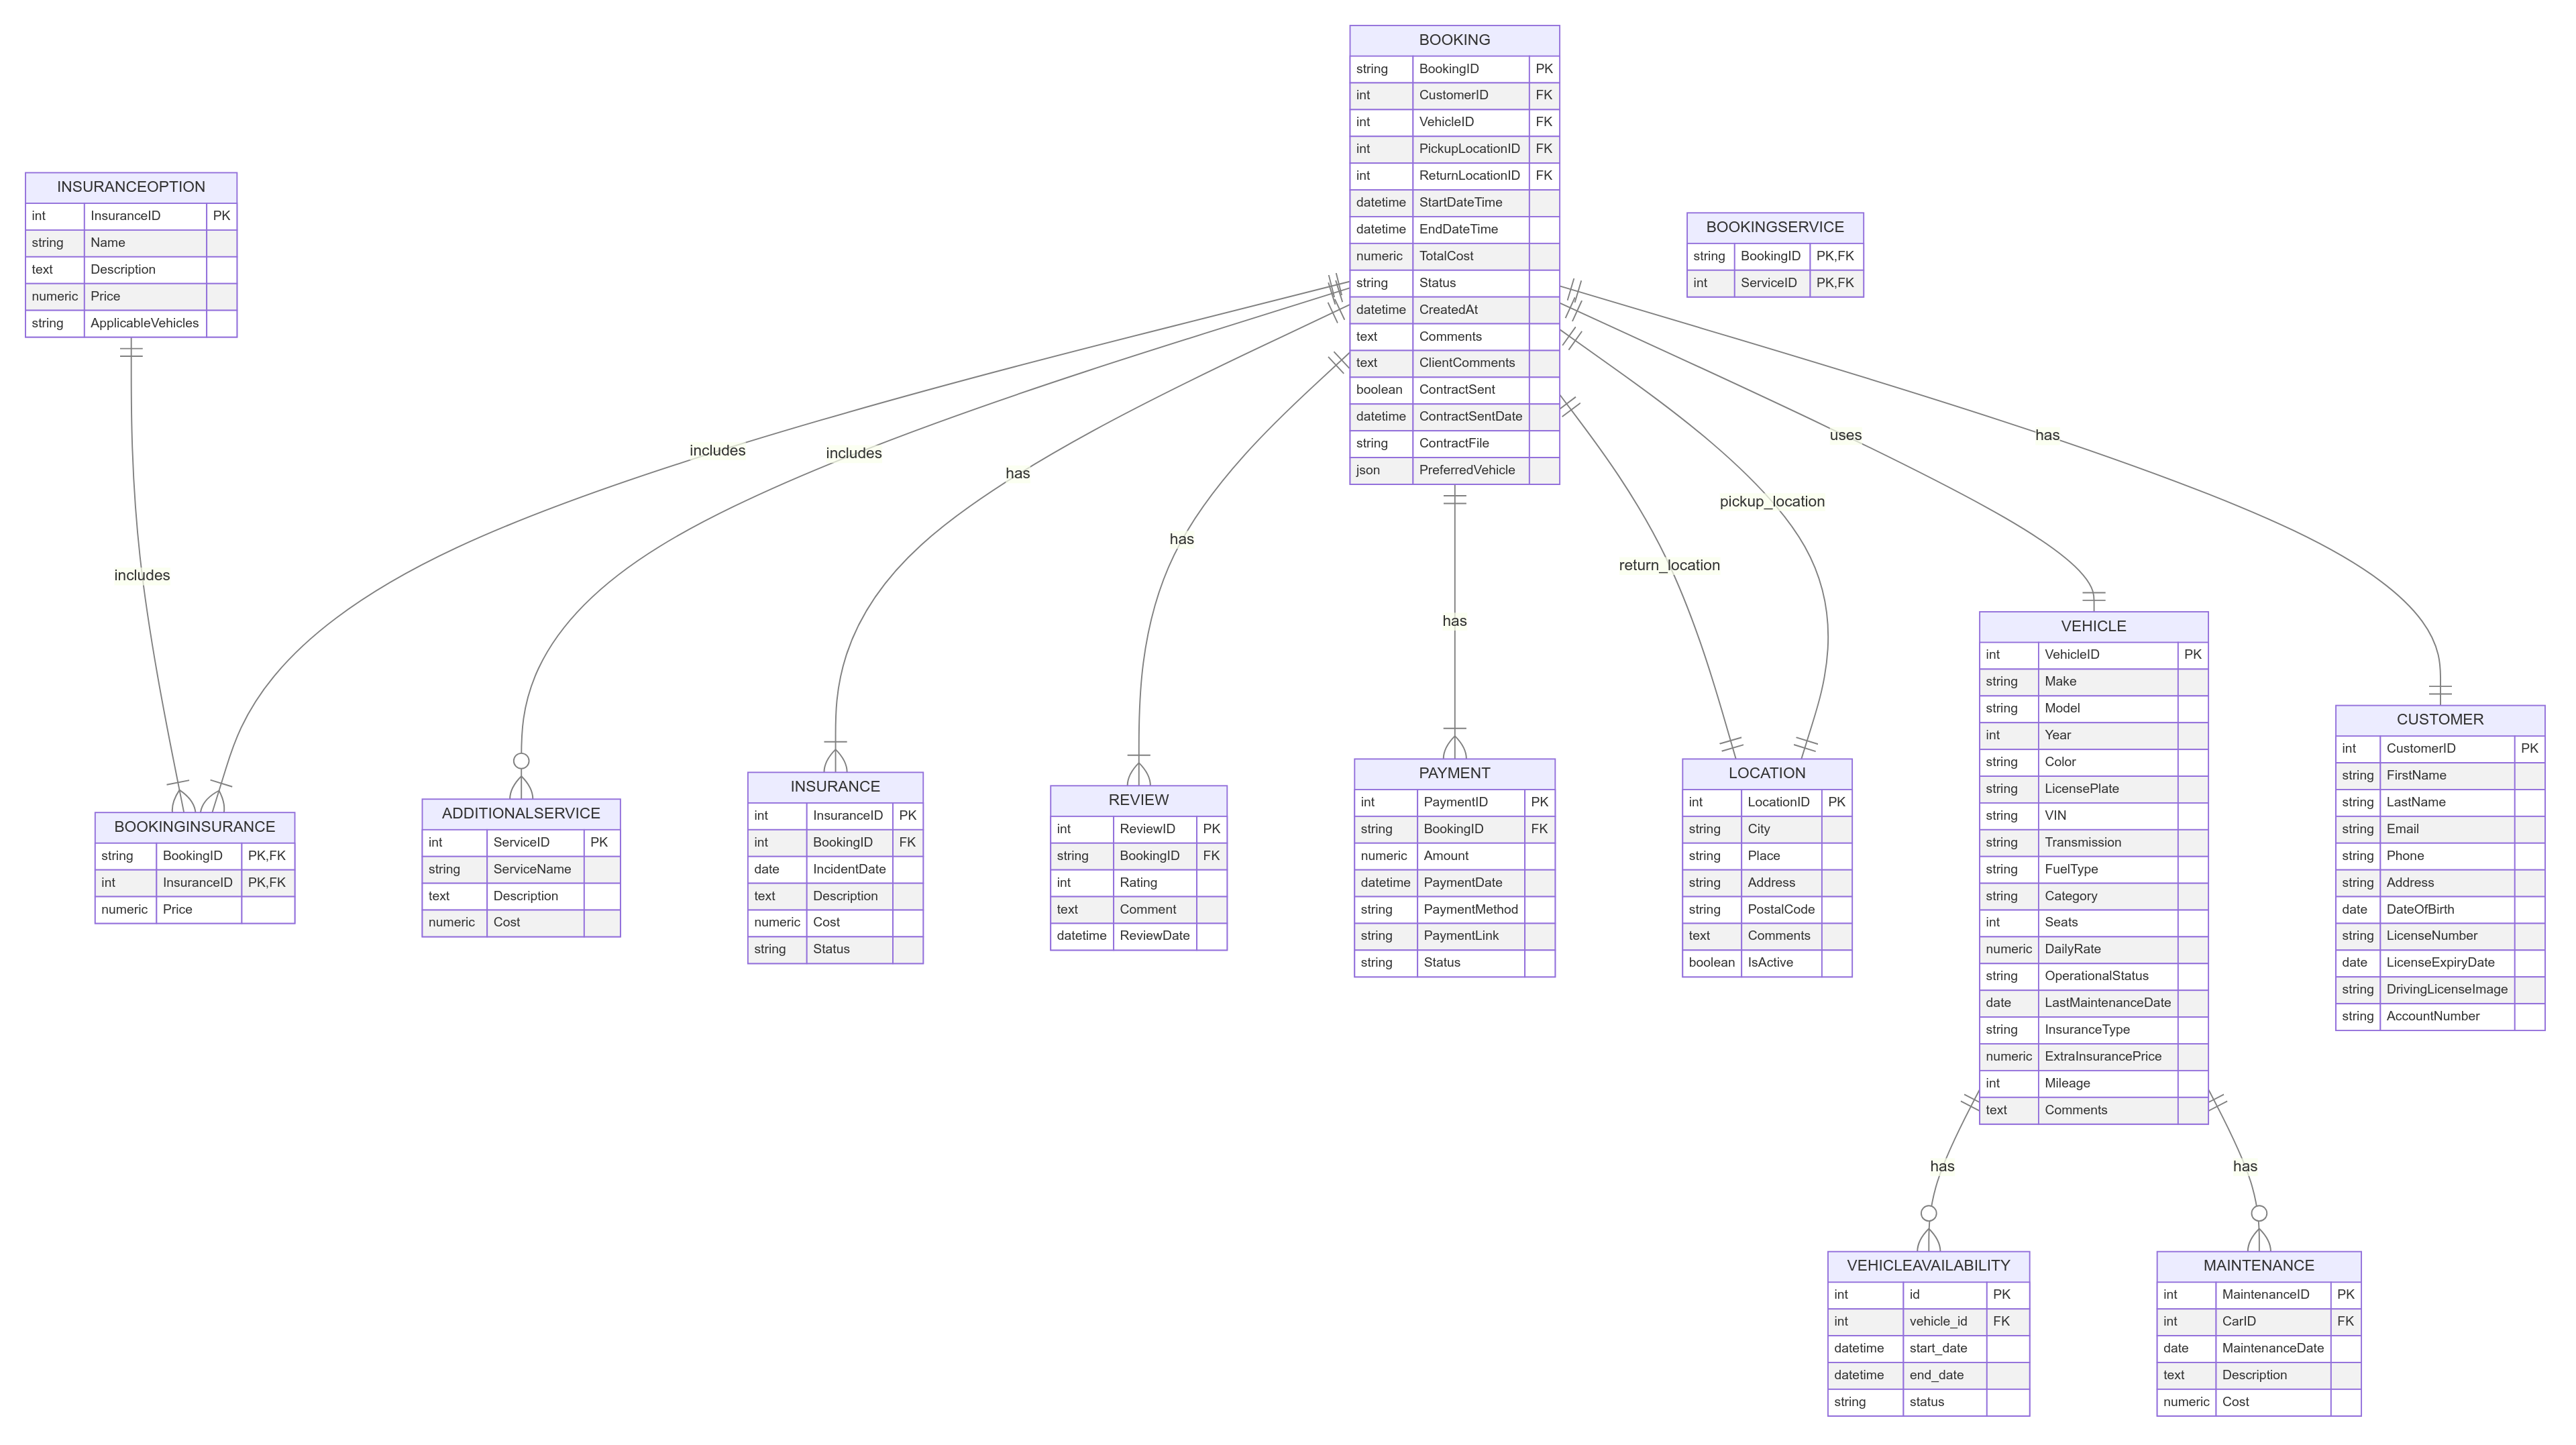 BOOKING
string BookingID PK
int CustomerID FK
int VehicleID FK
int PickupLocationID FK
int ReturnLocationID FK
datetime StartDateTime
datetime EndDateTime
numeric TotalCost
string Status
datetime CreatedAt
text Comments
text ClientComments
boolean ContractSent
datetime ContractSentDate
string ContractFile
json PreferredVehicle
INSURANCEOPTION
int InsuranceID PK
string Name
text Description
numeric Price
string ApplicableVehicles
BOOKINGSERVICE
string BookingID PK,FK
int ServiceID PK,FK
includes
includes
includes
has
has
has
return_location
pickup_location
uses
has
BOOKINGINSURANCE
string BookingID PK,FK
int InsuranceID PK,FK
numeric Price
ADDITIONALSERVICE
int ServiceID PK
string ServiceName
text Description
numeric Cost
INSURANCE
int InsuranceID PK
int BookingID FK
date IncidentDate
text Description
numeric Cost
string Status
REVIEW
int ReviewID PK
string BookingID FK
int Rating
text Comment
datetime ReviewDate
PAYMENT
int PaymentID PK
string BookingID FK
numeric Amount
datetime PaymentDate
string PaymentMethod
string PaymentLink
string Status
LOCATION
int LocationID PK
string City
string Place
string Address
string PostalCode
text Comments
boolean IsActive
VEHICLE
int VehicleID PK
string Make
string Model
int Year
string Color
string LicensePlate
string VIN
string Transmission
string FuelType
string Category
int Seats
numeric DailyRate
string OperationalStatus
date LastMaintenanceDate
string InsuranceType
numeric ExtraInsurancePrice
int Mileage
text Comments
CUSTOMER
int CustomerID PK
string FirstName
string LastName
string Email
string Phone
string Address
date DateOfBirth
string LicenseNumber
date LicenseExpiryDate
string DrivingLicenseImage
string AccountNumber
has
has
VEHICLEAVAILABILITY
int id PK
int vehicle_id FK
datetime start_date
datetime end_date
string status
MAINTENANCE
int MaintenanceID PK
int CarID FK
date MaintenanceDate
text Description
numeric Cost